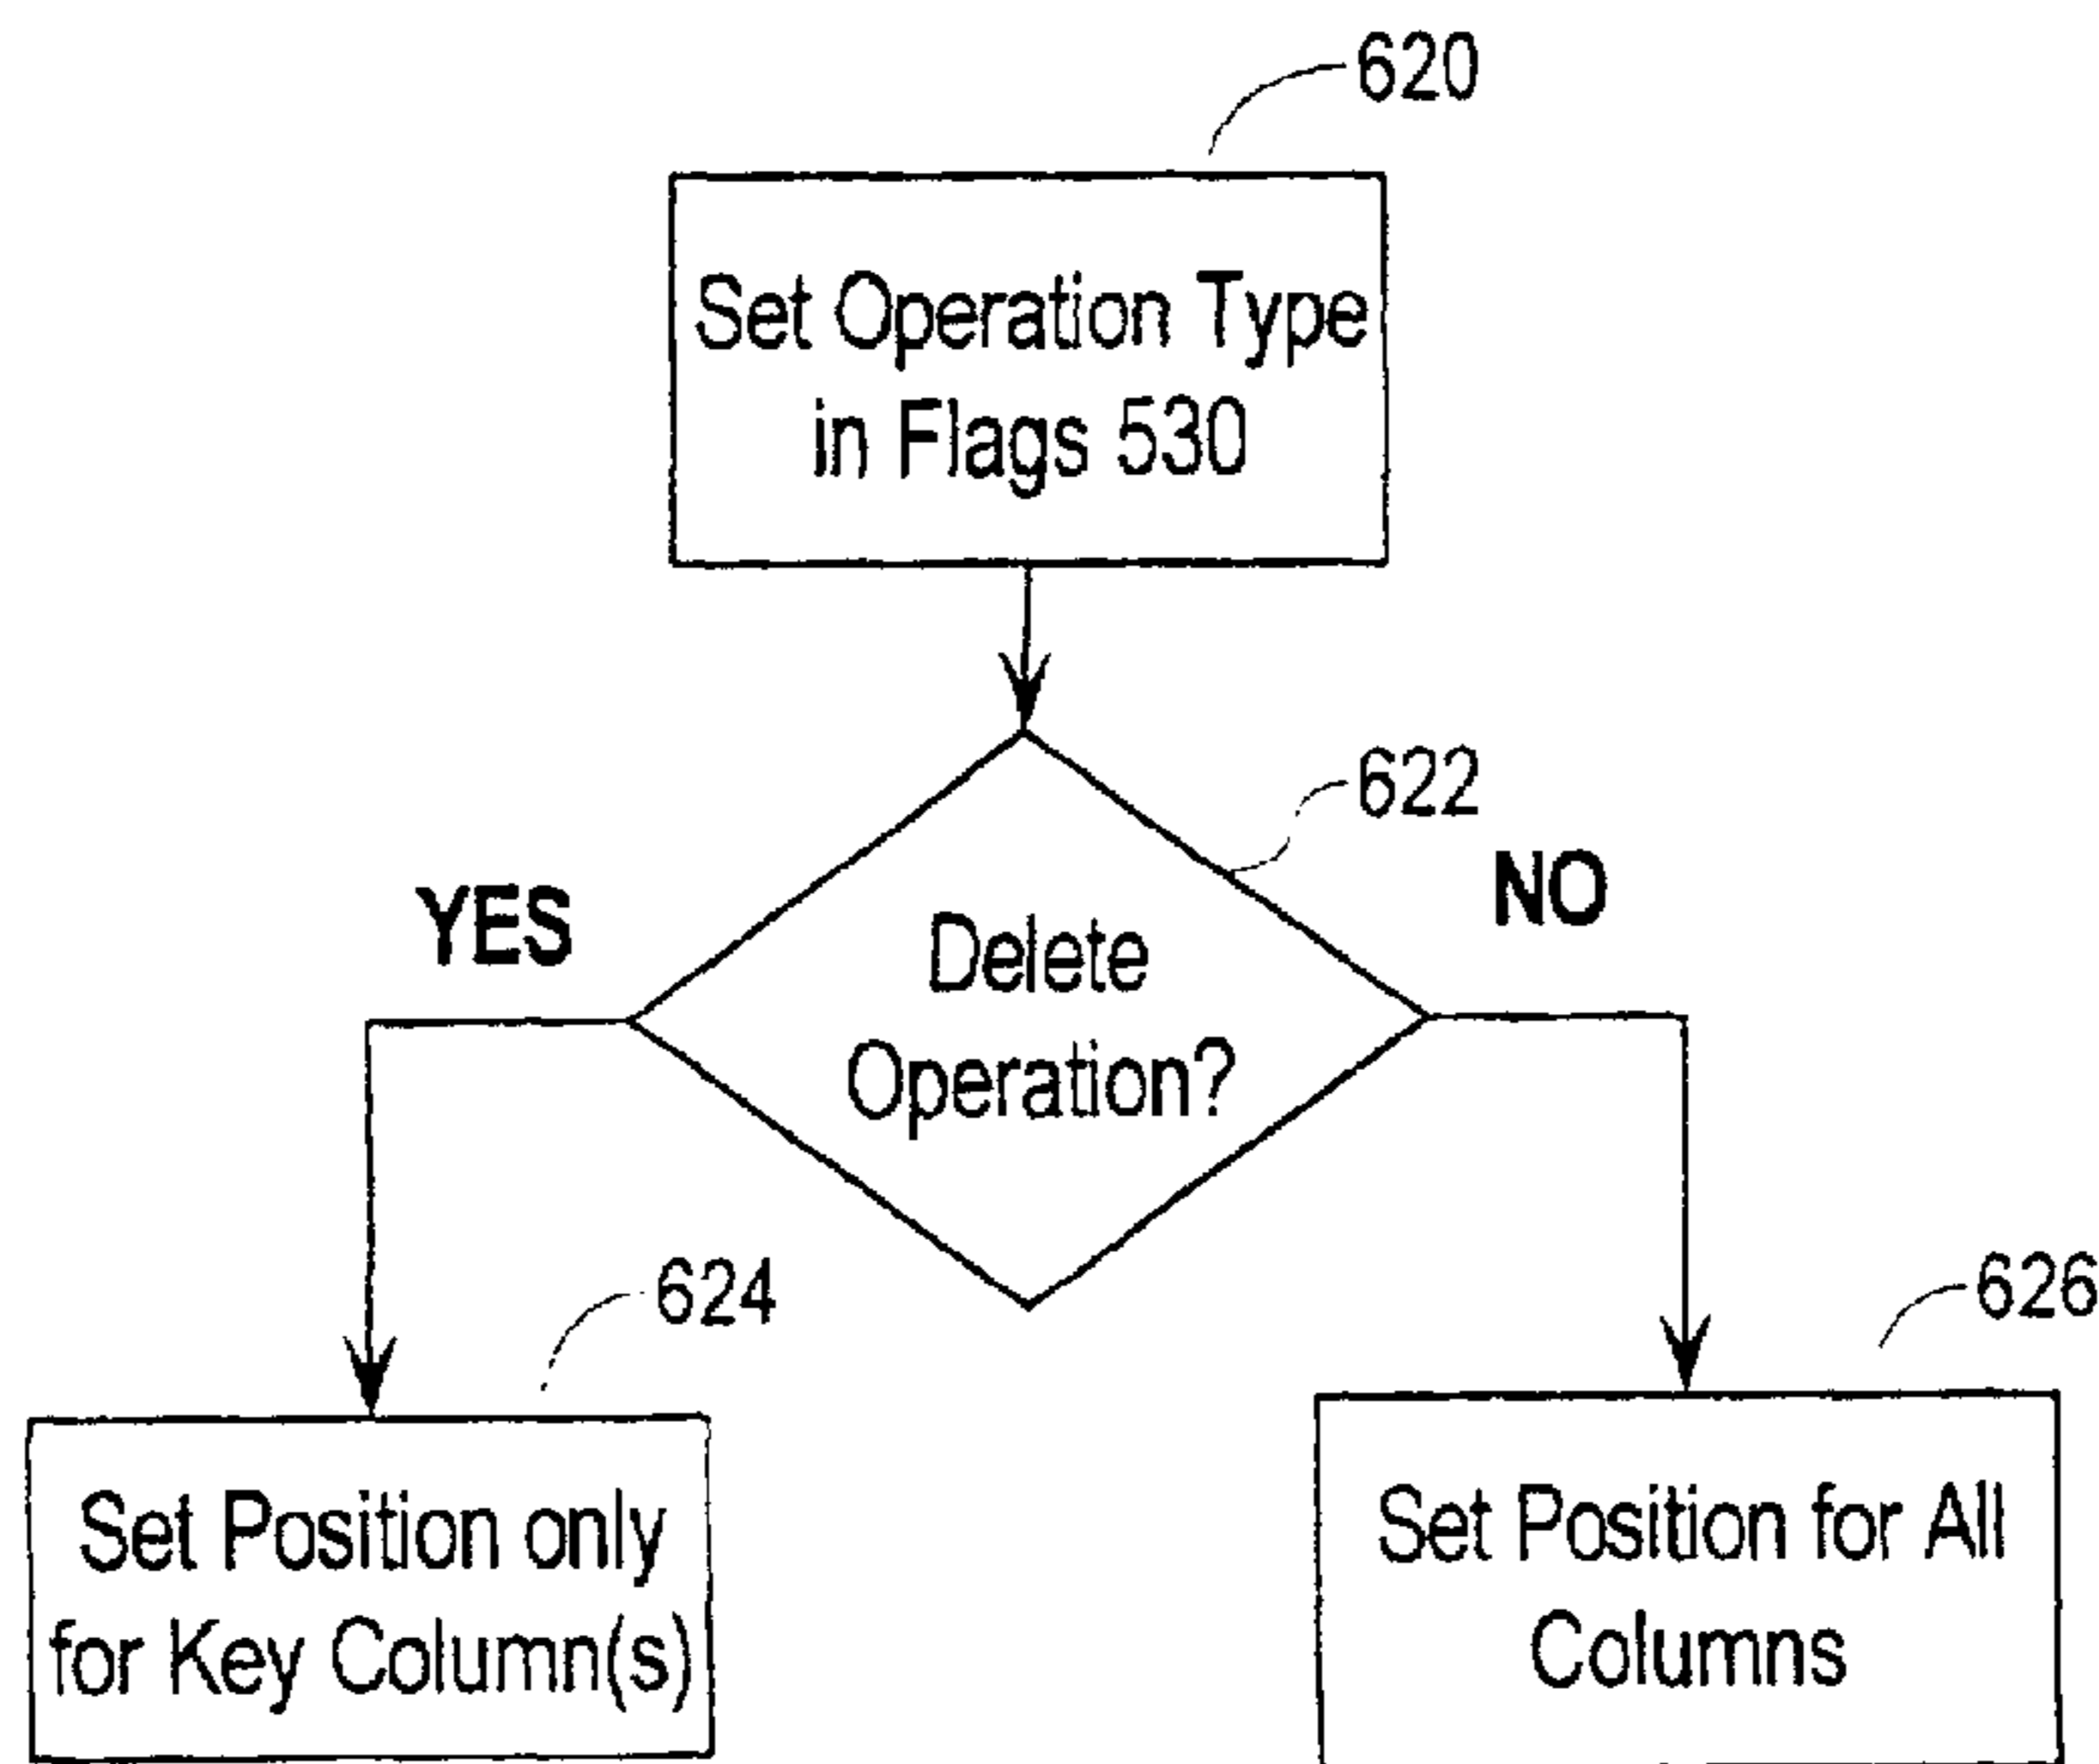 620
Set Operation Type
in Flags 530
622
YES
NO
Delete
Operation?
624
626
Set Position only
for Key Column(s)
Set Position for All
Columns